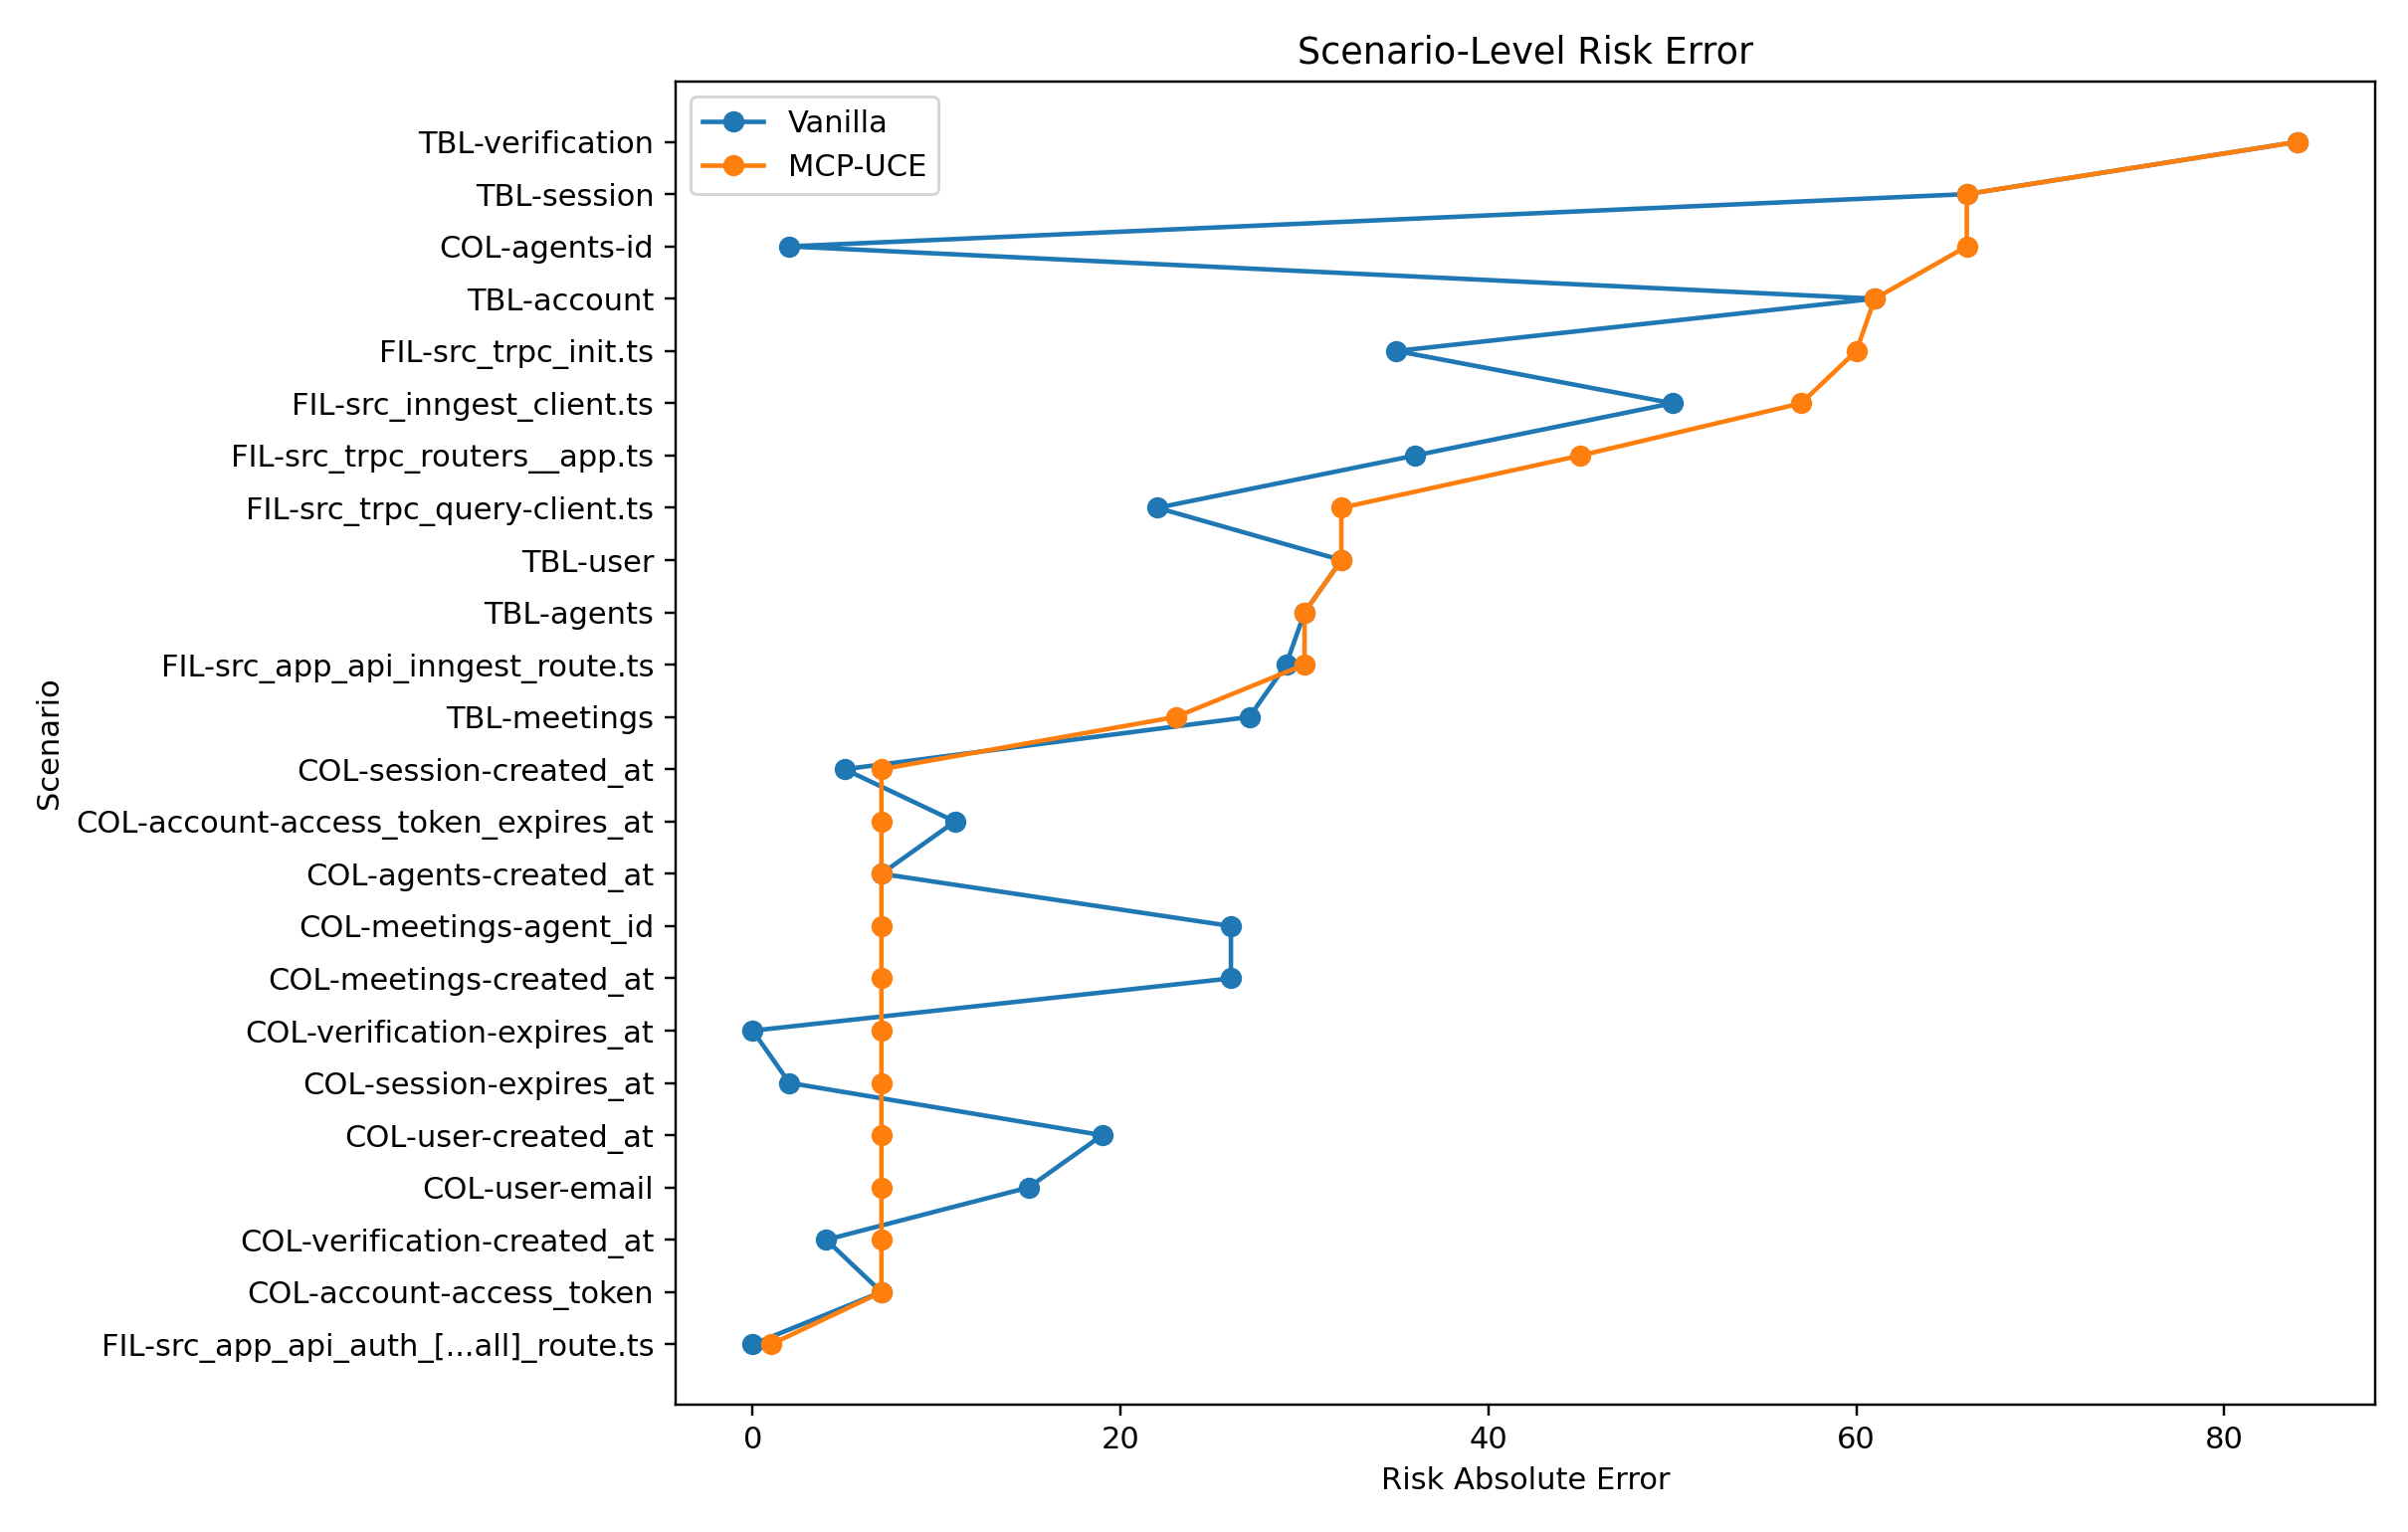 Scenario-Level Risk Error
Vanilla
MCP-UCE
TBL-verification
TBL-session
COL-agents-id
TBL-account
FIL-src_trpc_init.ts
FIL-src_inngest_client.ts
FIL-src_trpc_routers__app.ts
FIL-src_trpc_query-client.ts
TBL-user
TBL-agents
FIL-src_app_api_inngest_route.ts
TBL-meetings
COL-session-created_at
COL-account-access_token_expires_at
COL-agents-created_at
COL-meetings-agent_id
COL-meetings-created_at
COL-verification-expires_at
COL-session-expires_at
COL-user-created_at
COL-user-email
COL-verification-created_at
COL-account-access_token
FIL-src_app_api_auth_[...all]_route.ts
Scenario
0 20 40 60 80
Risk Absolute Error